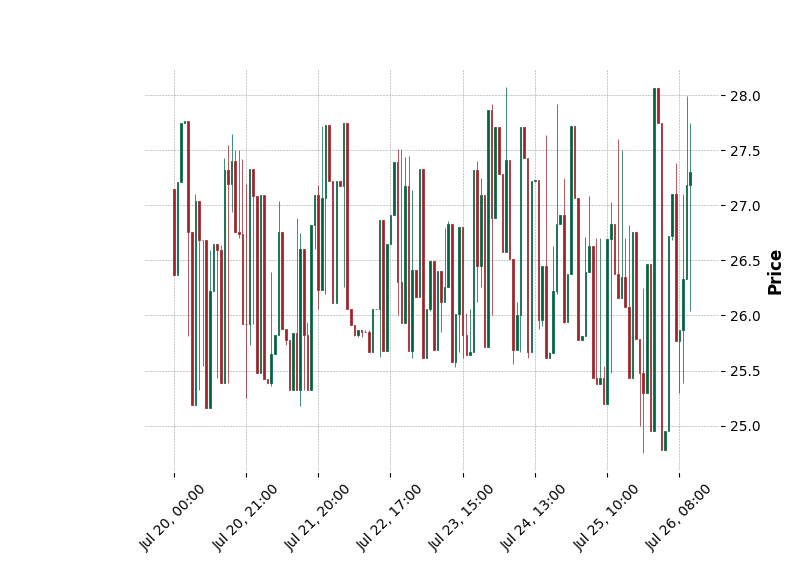 28.0
27.5
27.0
26.5
26.0
25.5
25.0
Price
Jul 20, 00:00
Jul 20, 21:00
Jul 21, 20:00
Jul 22, 17:00
Jul 23, 15:00
Jul 24, 13:00
Jul 25, 10:00
Jul 26, 08:00